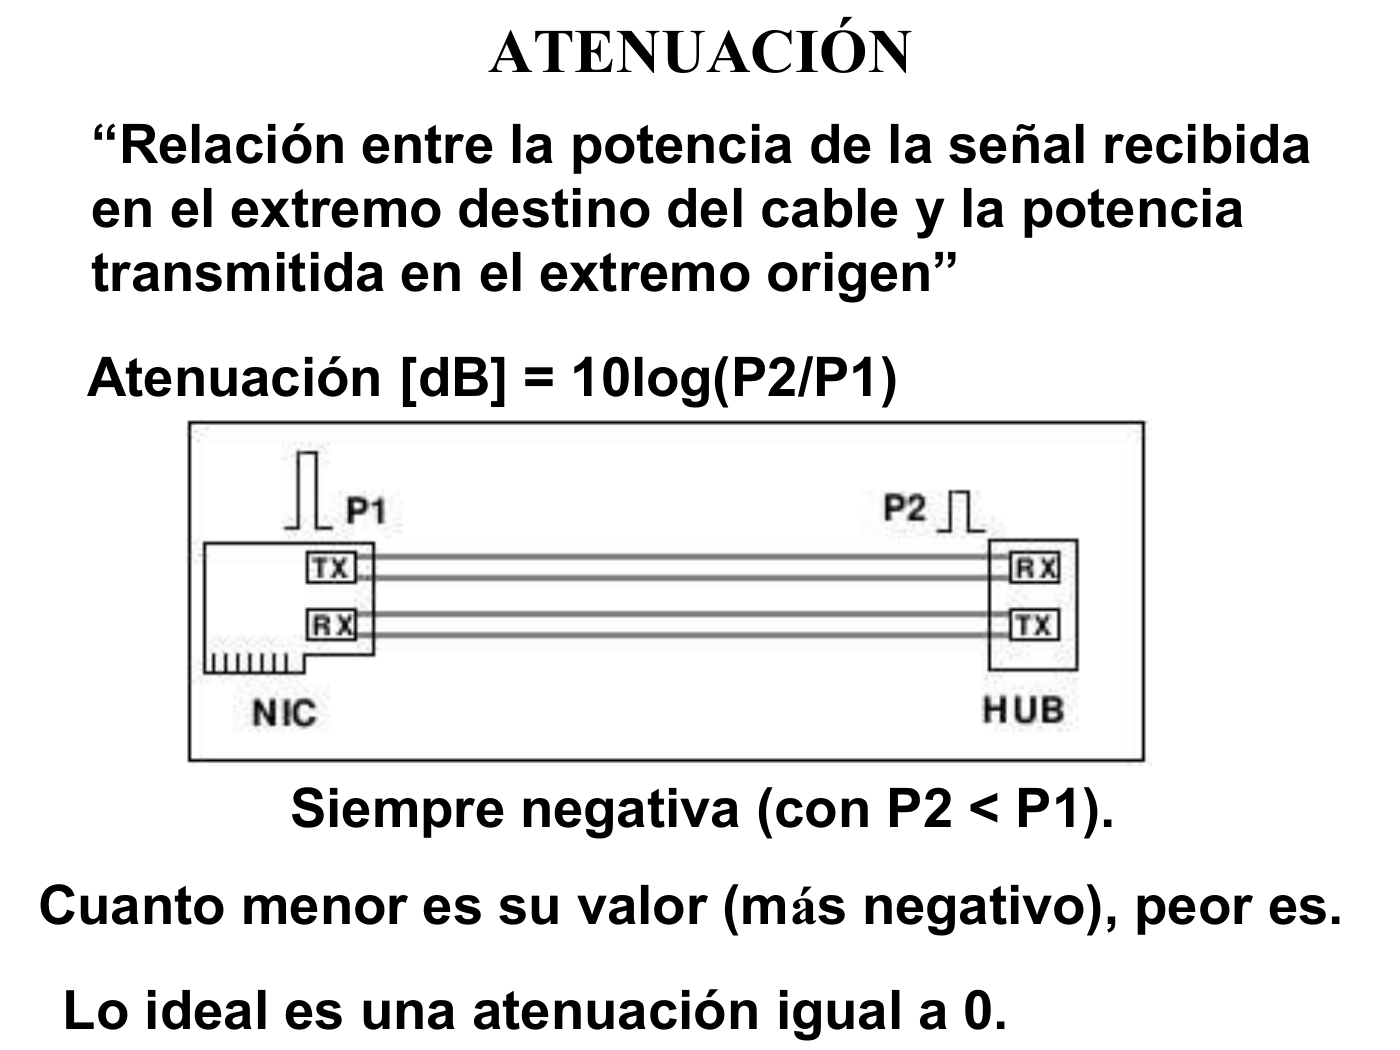 ATENUACIÓN
“Relación entre la potencia de la señal recibida
en el extremo destino del cable y la potencia
transmitida en el extremo origen”
Atenuación [dB] = 10log(P2/P1)
P1
P2
TX
RX
RX
TX
NIC
HUB
Siempre negativa (con P2 < P1).
Cuanto menor es su valor (más negativo), peor es.
Lo ideal es una atenuación igual a 0.